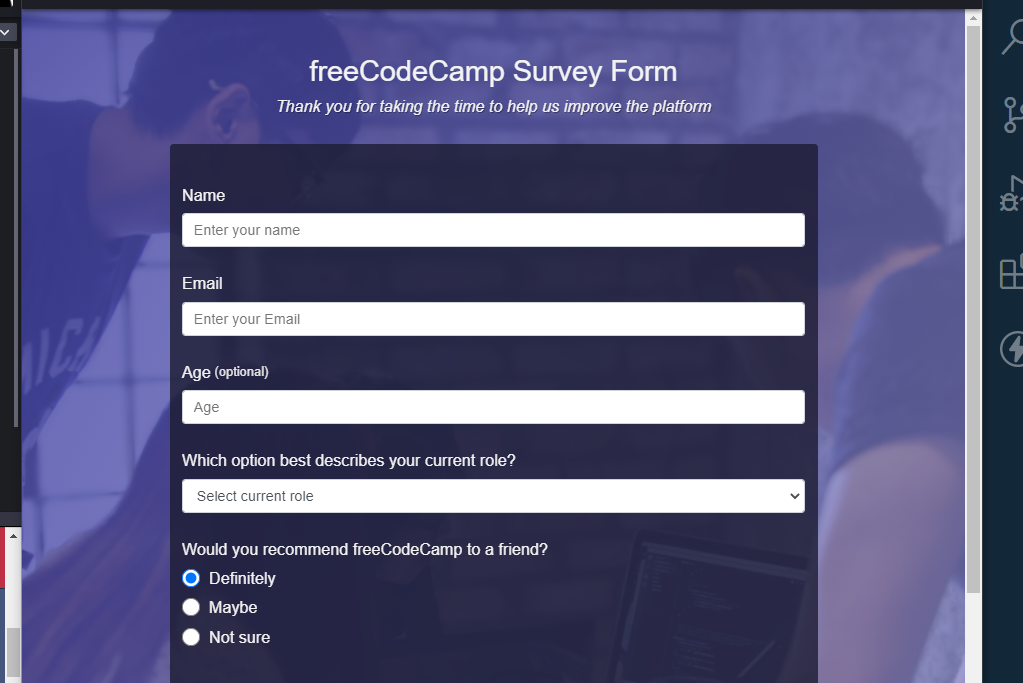 freeCodeCamp Survey Form
Thank you for taking the time to help us improve the platform
Name
Enter your name
Email
Enter your Email
Age (optional)
Age
Which option best describes your current role?
Select current role
Would you recommend freeCodeCamp to a friend?
Definitely
Maybe
Not sure